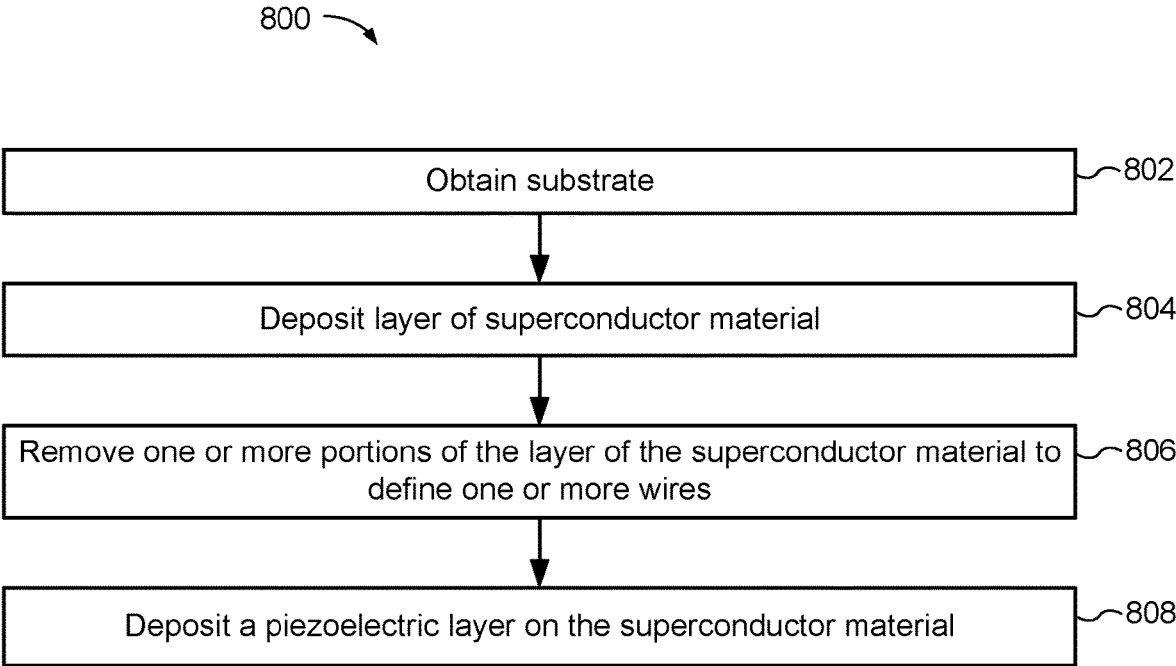 800
Obtain substrate
802
Deposit layer of superconductor material
804
Remove one or more portions of the layer of the superconductor material to
define one or more wires
806
Deposit a piezoelectric layer on the superconductor material
808